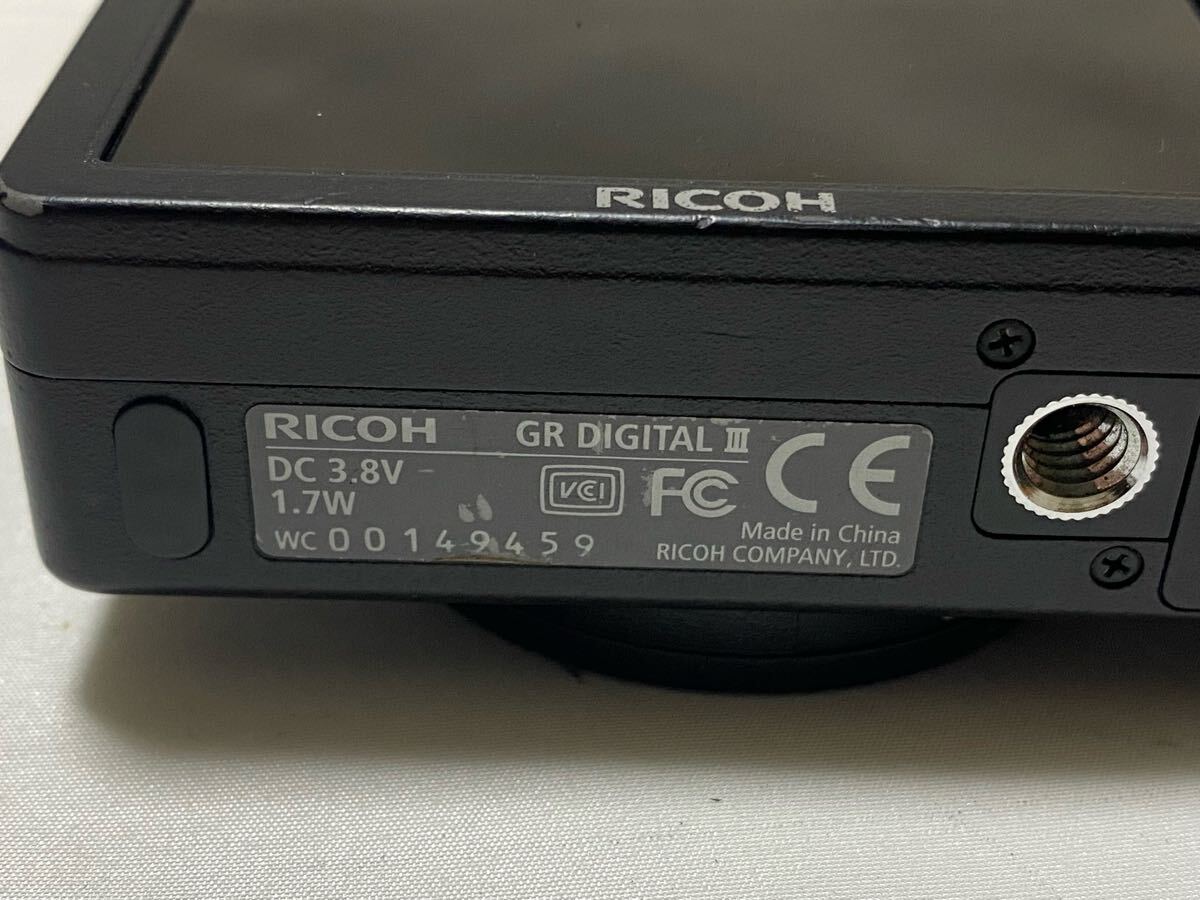 RICOH
RICOH GR DIGITAL III
DC 3.8V
1.7W
VCCI FC CE
WC 00149459
Made in China
RICOH COMPANY, LTD.